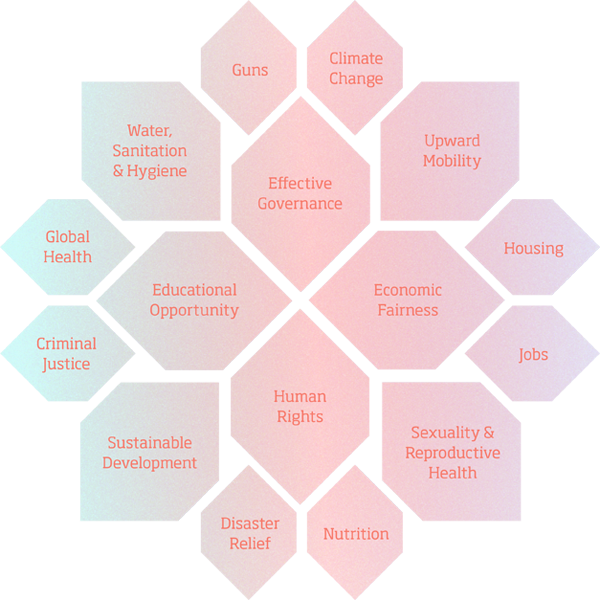 Guns
Climate
Change
Water,
Sanitation
& Hygiene
Upward
Mobility
Effective
Governance
Global
Health
Housing
Educational
Opportunity
Economic
Fairness
Criminal
Justice
Jobs
Human
Rights
Sustainable
Development
Sexuality &
Reproductive
Health
Disaster
Relief
Nutrition